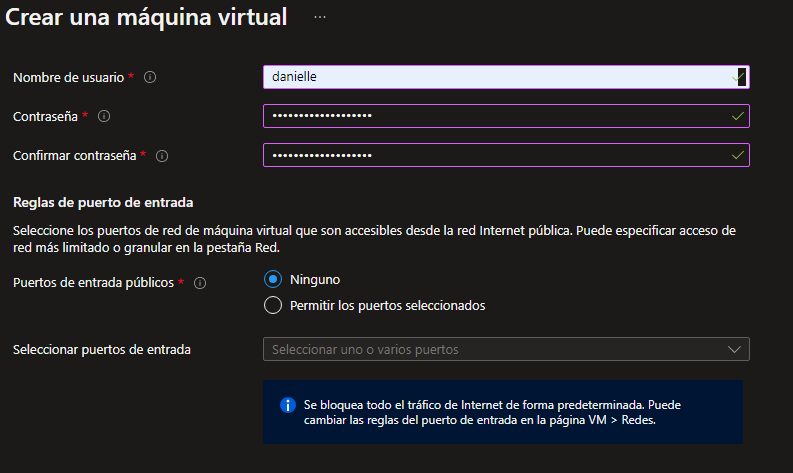 Crear una máquina virtual ...
Nombre de usuario * danielle
Contraseña * •••••••••••••••••••
Confirmar contraseña * •••••••••••••••••••
Reglas de puerto de entrada
Seleccione los puertos de red de máquina virtual que son accesibles desde la red Internet pública. Puede especificar acceso de
red más limitado o granular en la pestaña Red.
Puertos de entrada públicos * Ninguno
Permitir los puertos seleccionados
Seleccionar puertos de entrada Seleccionar uno o varios puertos
Se bloquea todo el tráfico de Internet de forma predeterminada. Puede
cambiar las reglas del puerto de entrada en la página VM > Redes.